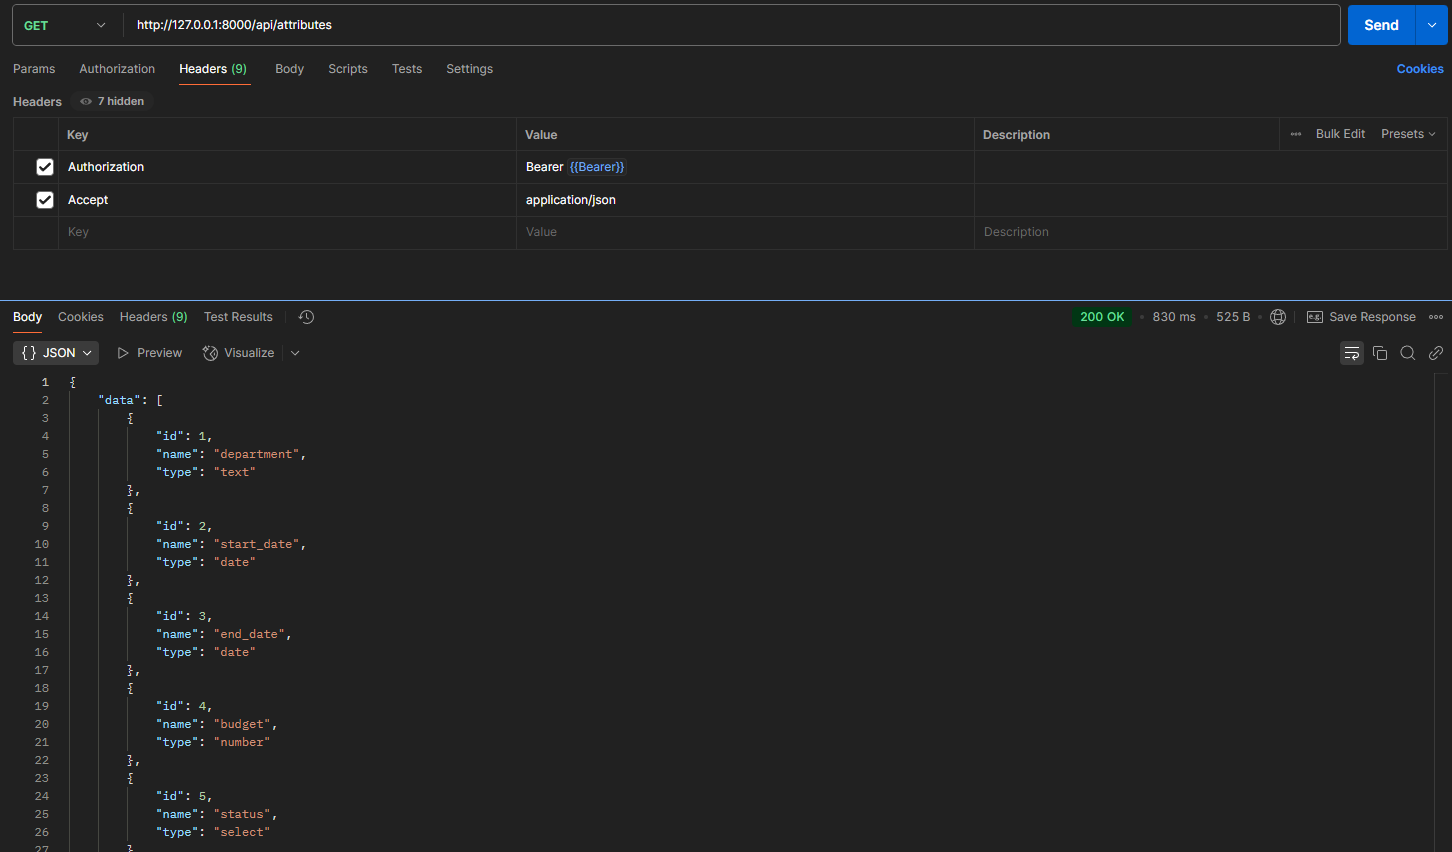 GET http://127.0.0.1:8000/api/attributes Send
Params Authorization Headers (9) Body Scripts Tests Settings Cookies
Headers 7 hidden
Key Value Description Bulk Edit Presets
Authorization Bearer {{Bearer}}
Accept application/json
Key Value Description
Body Cookies Headers (9) Test Results 200 OK 830 ms 525 B e.g. Save Response
{} JSON Preview Visualize
1 {
2 "data": [
3 {
4 "id": 1,
5 "name": "department",
6 "type": "text"
7 },
8 {
9 "id": 2,
10 "name": "start_date",
11 "type": "date"
12 },
13 {
14 "id": 3,
15 "name": "end_date",
16 "type": "date"
17 },
18 {
19 "id": 4,
20 "name": "budget",
21 "type": "number"
22 },
23 {
24 "id": 5,
25 "name": "status",
26 "type": "select"
27 }